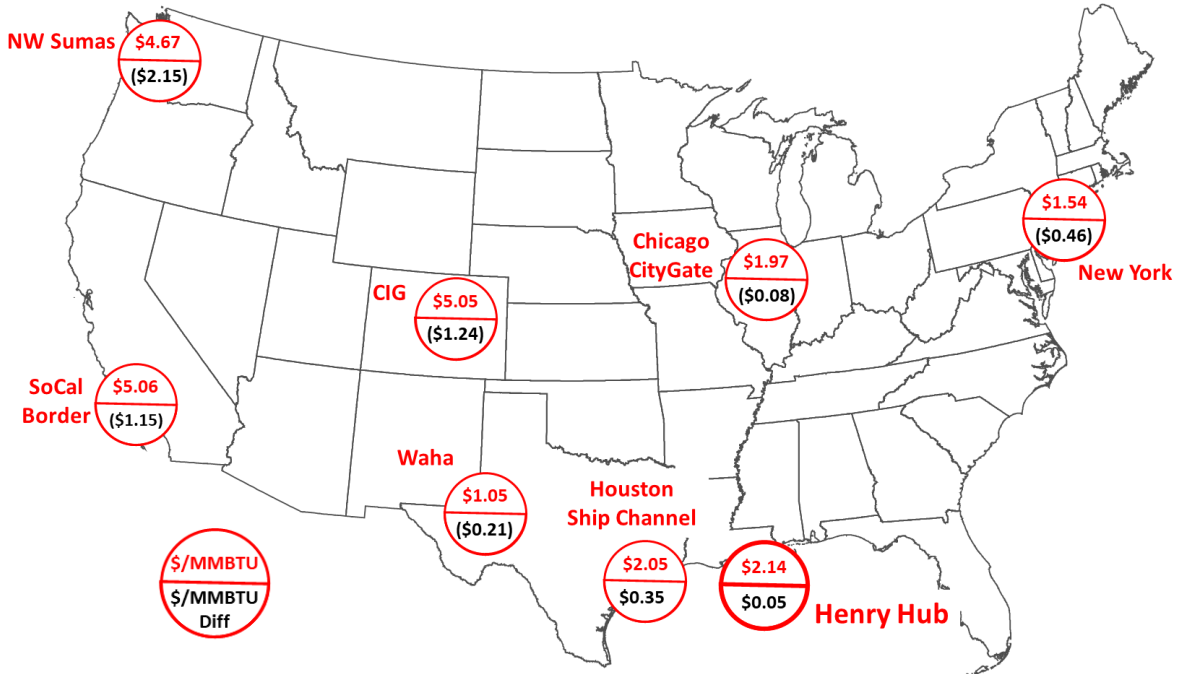 NW Sumas
$4.67
($2.15)
$1.54
($0.46)
New York
Chicago
CityGate
$1.97
($0.08)
CIG
$5.05
($1.24)
SoCal
Border
$5.06
($1.15)
Waha
$1.05
($0.21)
Houston
Ship Channel
$2.05
$0.35
$2.14
$0.05
Henry Hub
$/MMBTU
$/MMBTU
Diff